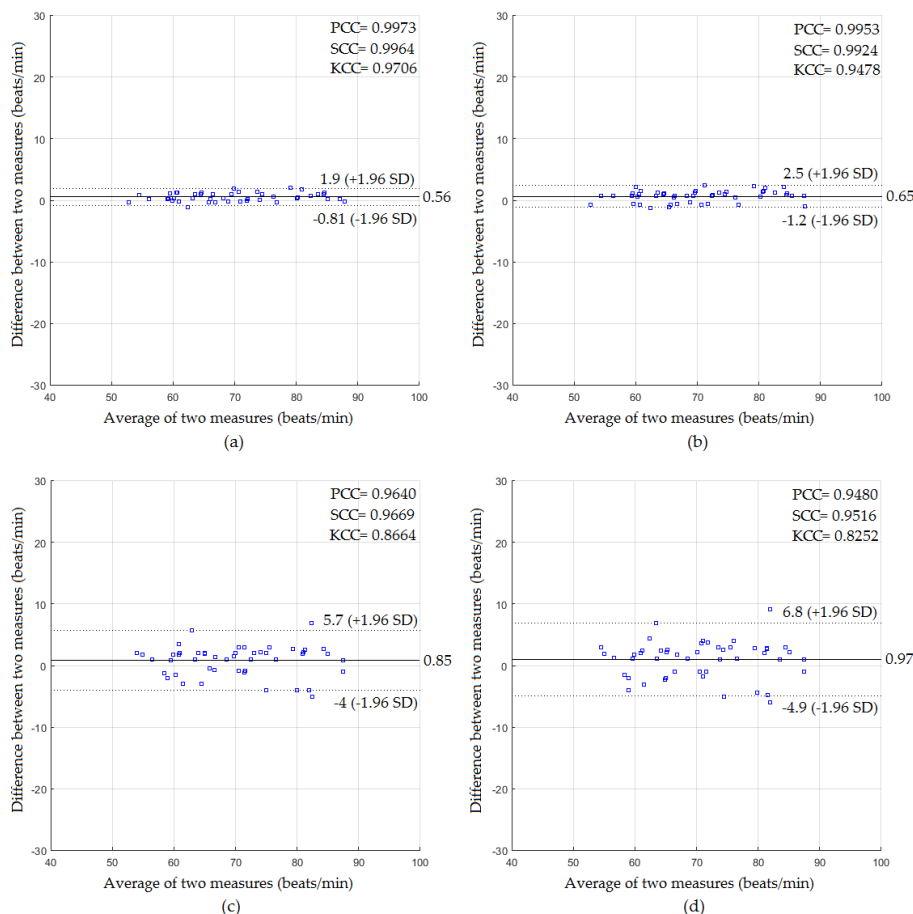 PCC= 0.9973
SCC= 0.9964
KCC= 0.9706
1.9 (+1.96 SD)
0.56
-0.81 (-1.96 SD)
30
20
10
0
-10
-20
-30
40 50 60 70 80 90 100
Difference between two measures (beats/min)
Average of two measures (beats/min)
(a)
PCC= 0.9953
SCC= 0.9924
KCC= 0.9478
2.5 (+1.96 SD)
0.65
-1.2 (-1.96 SD)
30
20
10
0
-10
-20
-30
40 50 60 70 80 90 100
Difference between two measures (beats/min)
Average of two measures (beats/min)
(b)
PCC= 0.9640
SCC= 0.9669
KCC= 0.8664
5.7 (+1.96 SD)
0.85
-4 (-1.96 SD)
30
20
10
0
-10
-20
-30
40 50 60 70 80 90 100
Difference between two measures (beats/min)
Average of two measures (beats/min)
(c)
PCC= 0.9480
SCC= 0.9516
KCC= 0.8252
6.8 (+1.96 SD)
0.97
-4.9 (-1.96 SD)
30
20
10
0
-10
-20
-30
40 50 60 70 80 90 100
Difference between two measures (beats/min)
Average of two measures (beats/min)
(d)